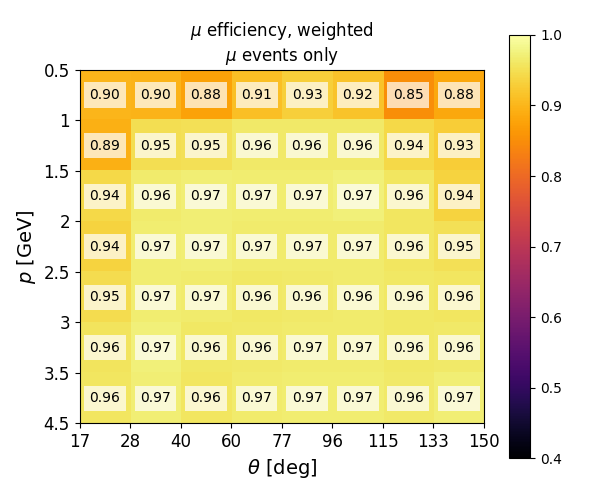 μ efficiency, weighted
μ events only
0.5
1
1.5
2
2.5
3
3.5
4.5
p [GeV]
0.90 0.90 0.88 0.91 0.93 0.92 0.85 0.88
0.89 0.95 0.95 0.96 0.96 0.96 0.94 0.93
0.94 0.96 0.97 0.97 0.97 0.97 0.96 0.94
0.94 0.97 0.97 0.97 0.97 0.97 0.96 0.95
0.95 0.97 0.97 0.96 0.96 0.96 0.96 0.96
0.96 0.97 0.96 0.96 0.97 0.97 0.96 0.96
0.96 0.97 0.96 0.97 0.97 0.97 0.96 0.97
17 28 40 60 77 96 115 133 150
θ [deg]
1.0
0.9
0.8
0.7
0.6
0.5
0.4